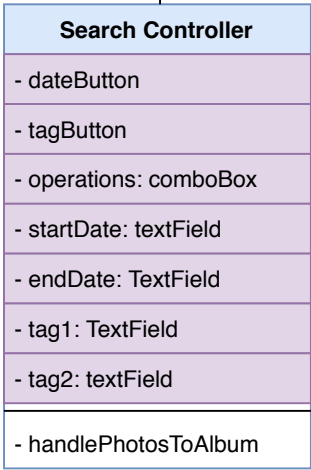 Search Controller
- dateButton
- tagButton
- operations: comboBox
- startDate: textField
- endDate: TextField
- tag1: TextField
- tag2: textField
- handlePhotosToAlbum